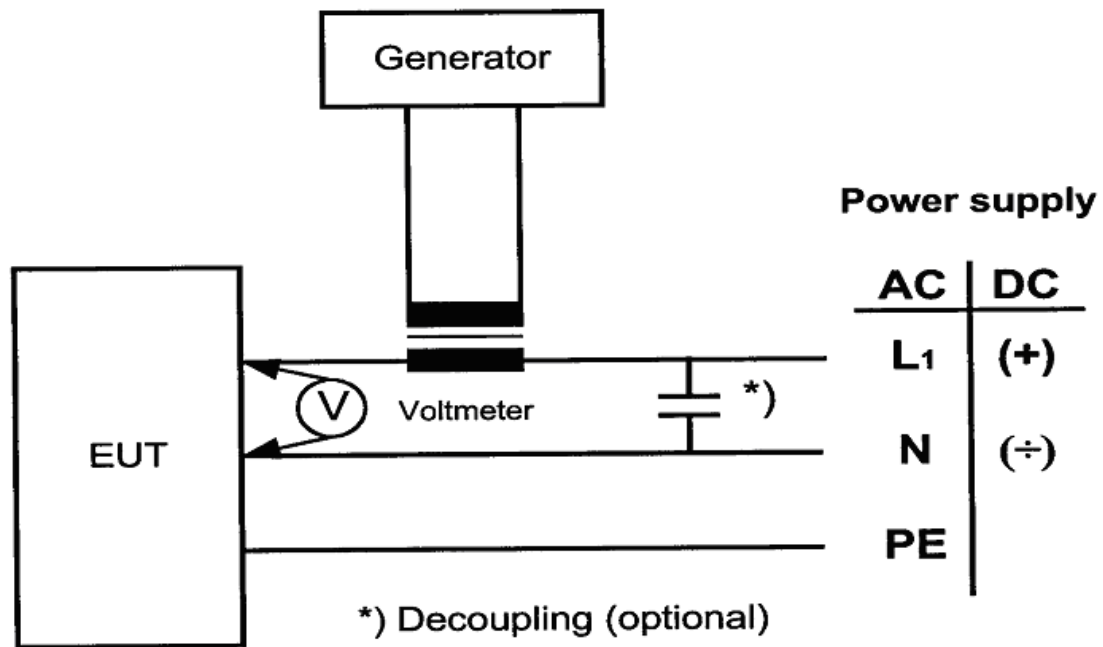 Generator
Power supply
AC DC
L1 (+)
V
Voltmeter
*)
EUT
N (÷)
PE
*) Decoupling (optional)